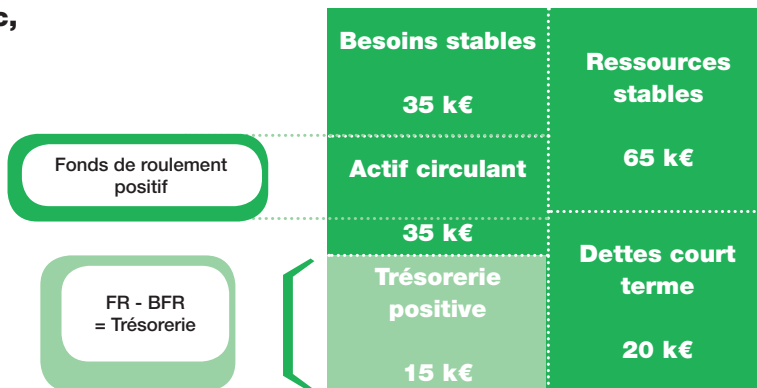 c,
Besoins stables
35 k€
Ressources
stables
65 k€
Fonds de roulement
positif
Actif circulant
35 k€
Dettes court
terme
20 k€
FR - BFR
= Trésorerie
Trésorerie
positive
15 k€